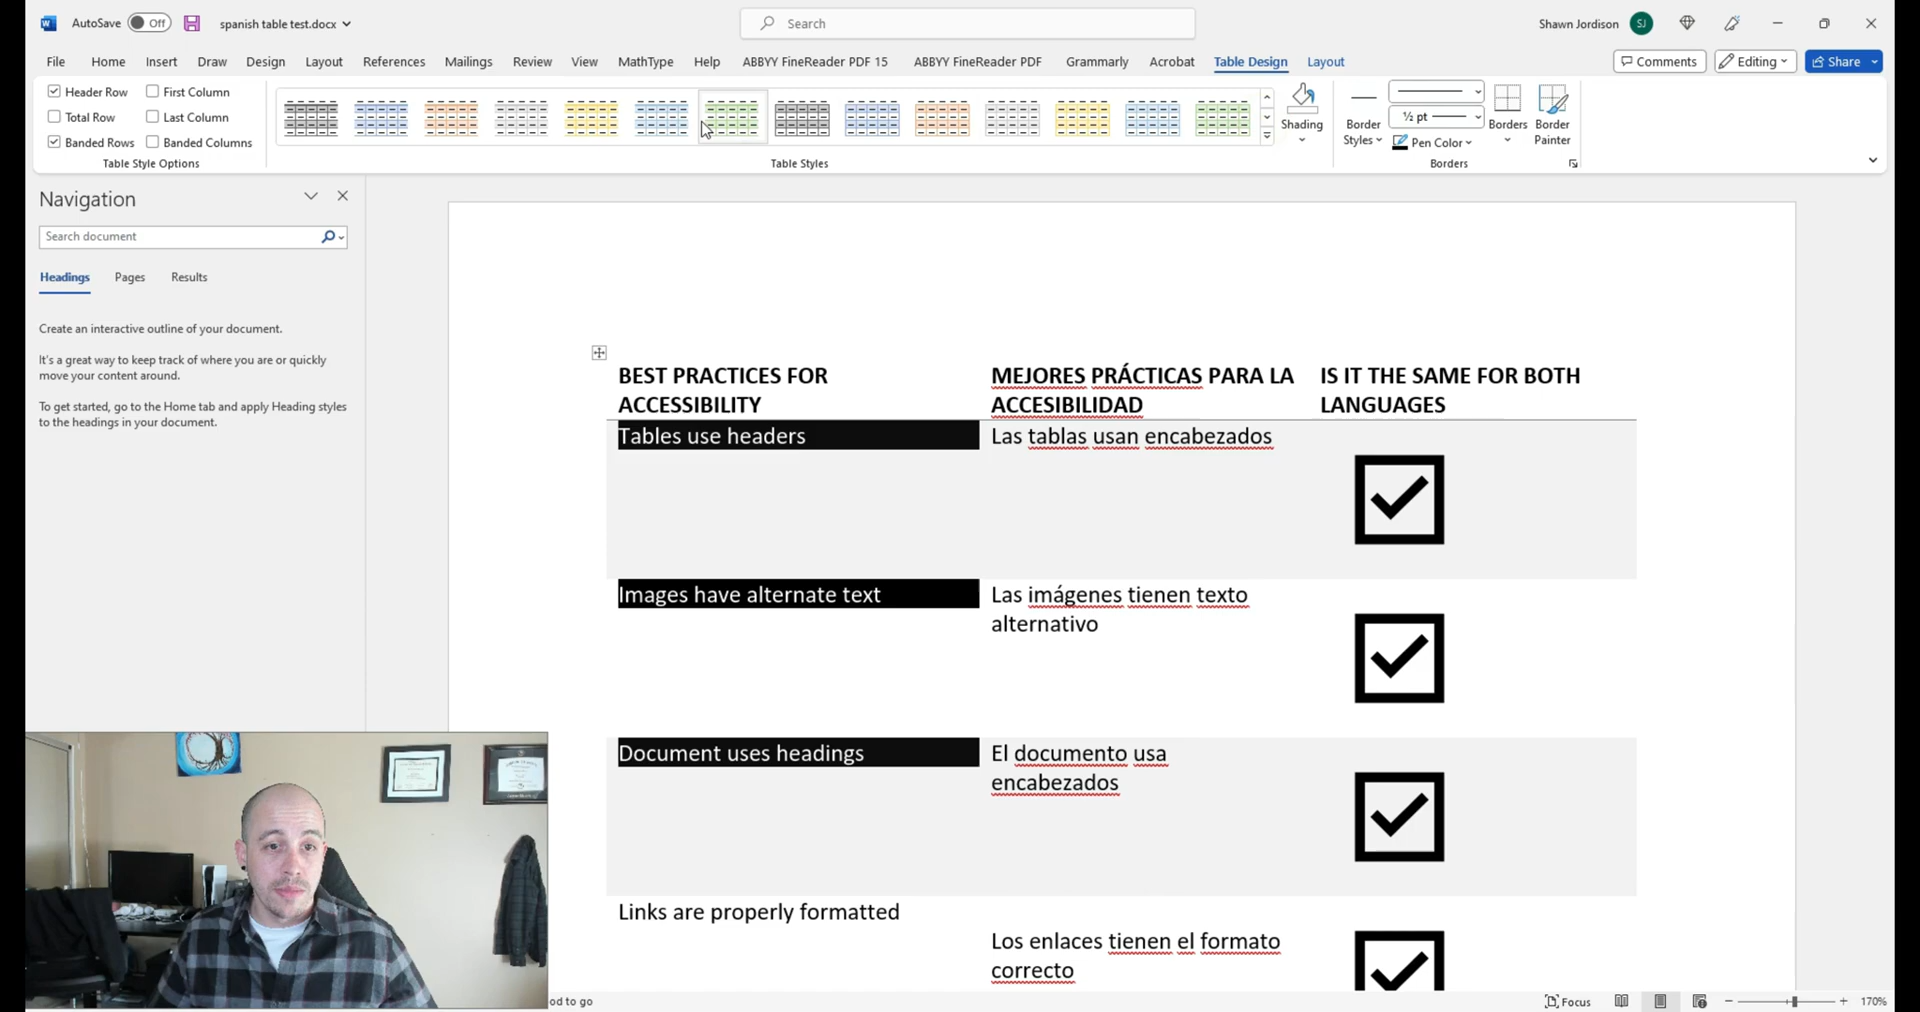 AutoSave Off spanish table test.docx Search Shawn Jordison SJ
File Home Insert Draw Design Layout References Mailings Review View MathType Help ABBYY FineReader PDF 15 ABBYY FineReader PDF Grammarly Acrobat Table Design Layout Comments Editing Share
Header Row First Column
Total Row Last Column
Banded Rows Banded Columns
Table Style Options
Table Styles
Shading
Border Styles
½ pt
Pen Color
Borders
Border Painter
Borders
Navigation
Search document
Headings Pages Results
Create an interactive outline of your document.
It's a great way to keep track of where you are or quickly
move your content around.
To get started, go to the Home tab and apply Heading styles
to the headings in your document.
BEST PRACTICES FOR
ACCESSIBILITY
MEJORES PRÁCTICAS PARA LA
ACCESIBILIDAD
IS IT THE SAME FOR BOTH
LANGUAGES
Tables use headers
Las tablas usan encabezados
Images have alternate text
Las imágenes tienen texto
alternativo
Document uses headings
El documento usa
encabezados
Links are properly formatted
Los enlaces tienen el formato
correcto
od to go
Focus
170%